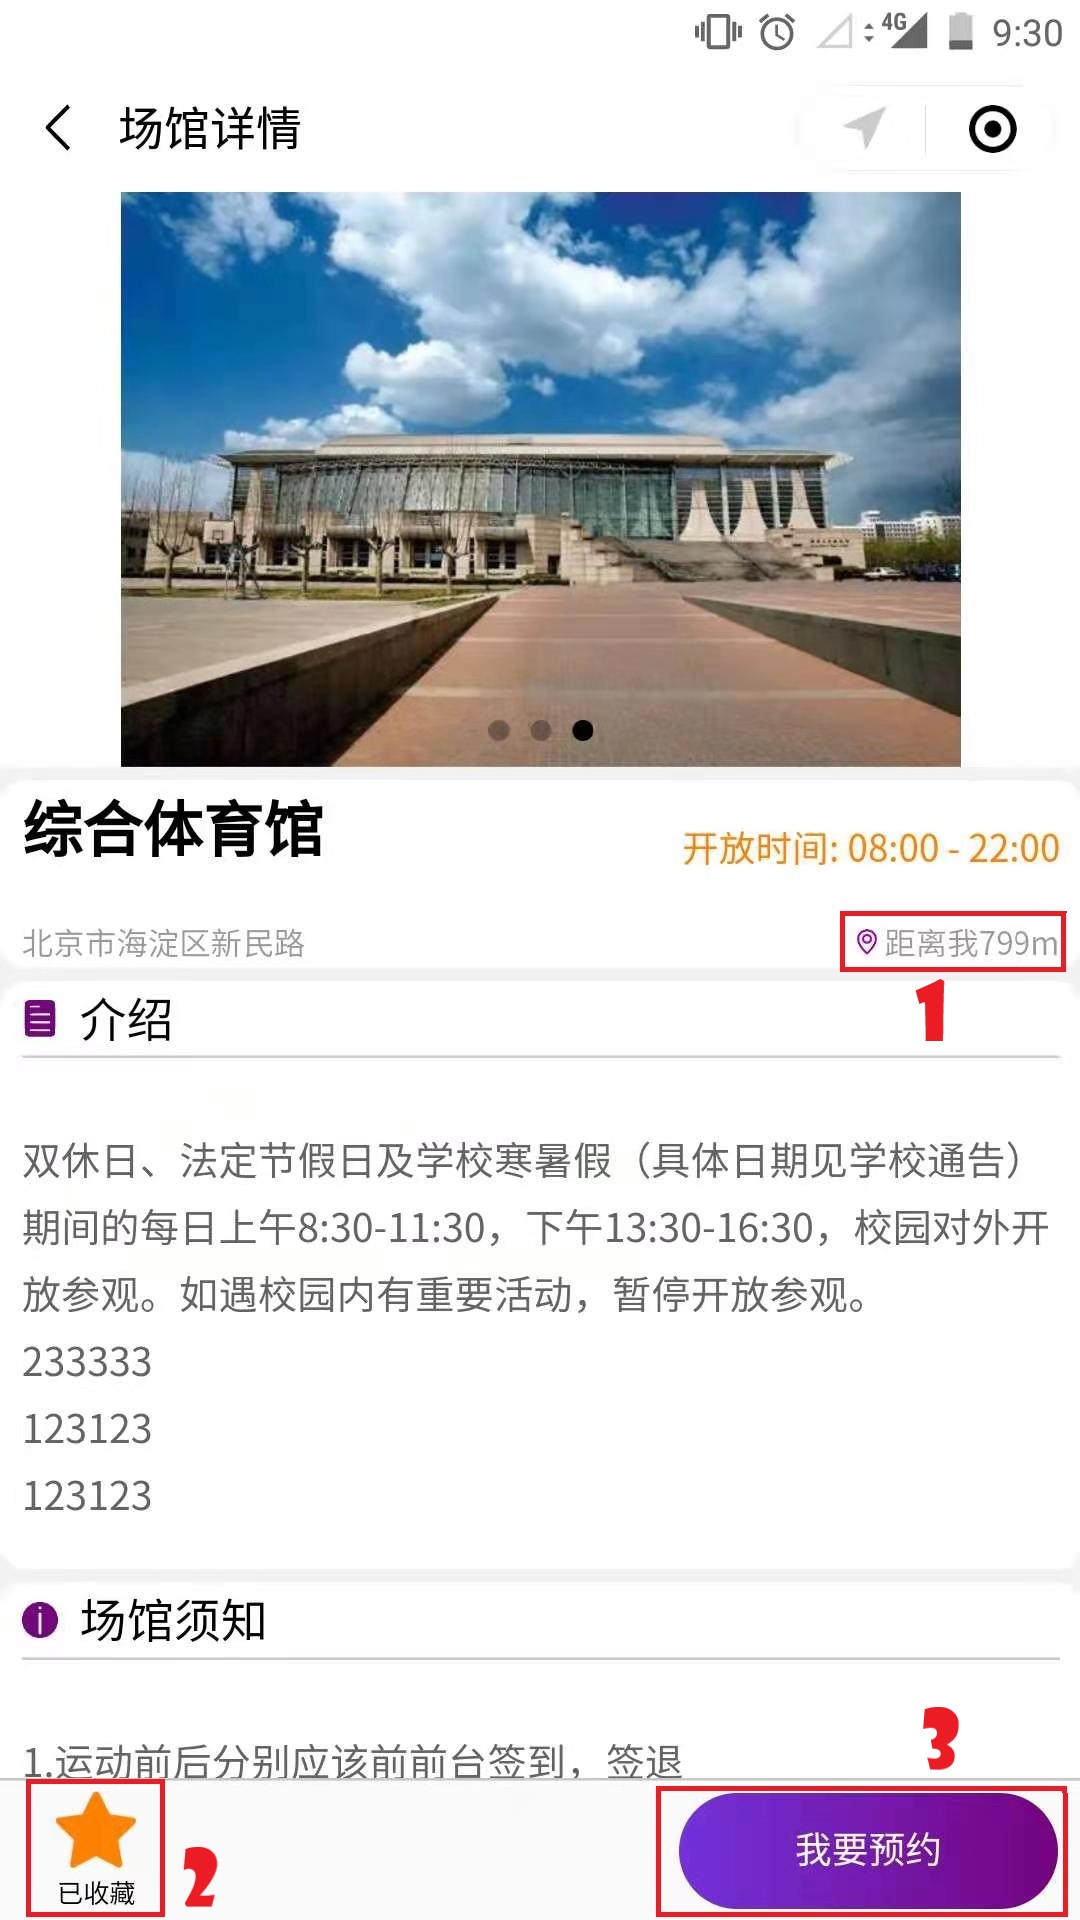 4G 9:30
场馆详情
综合体育馆
开放时间: 08:00 - 22:00
北京市海淀区新民路
距离我799m
1
介绍
双休日、法定节假日及学校寒暑假（具体日期见学校通告）
期间的每日上午8:30-11:30，下午13:30-16:30，校园对外开
放参观。如遇校园内有重要活动，暂停开放参观。
233333
123123
123123
场馆须知
1.运动前后分别应该前前台签到，签退
3
已收藏
2
我要预约